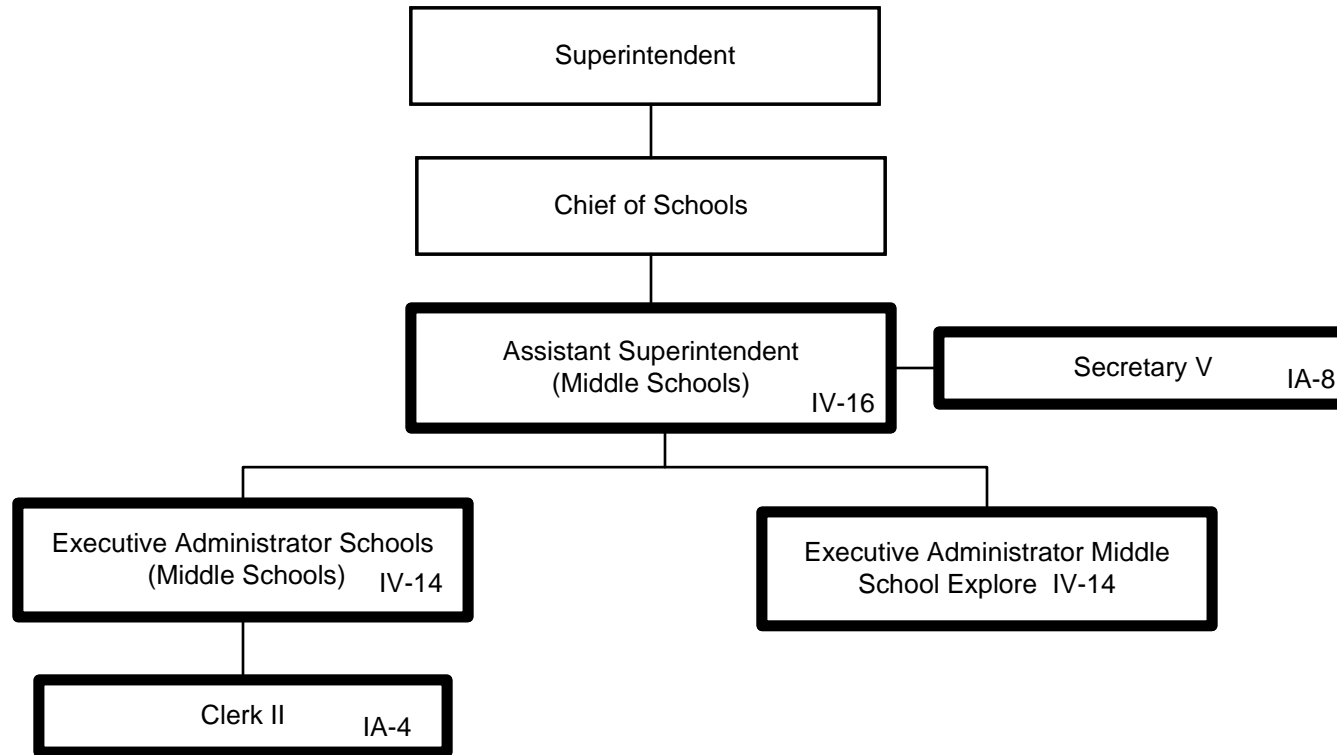 Superintendent
Chief of Schools
Assistant Superintendent
(Middle Schools)
IV-16
Secretary V
IA-8
Executive Administrator Schools
(Middle Schools)
IV-14
Executive Administrator Middle
School Explore IV-14
Clerk II
IA-4